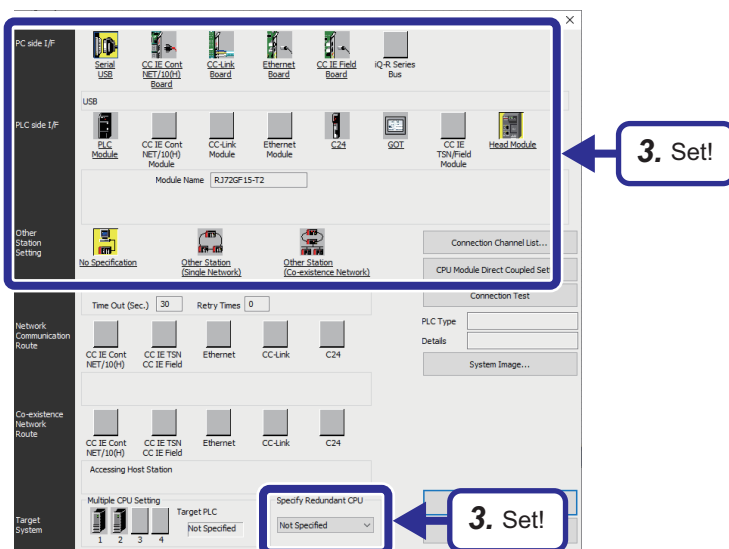 PC side I/F
Serial
USB
CC IE Cont
NET/10(H)
Board
CC-Link
Board
Ethernet
Board
CC IE Field
Board
iQ-R Series
Bus
USB
PLC side I/F
PLC
Module
CC IE Cont
NET/10(H)
Module
CC-Link
Module
Ethernet
Module
C24
GOT
CC IE
TSN/Field
Module
Head Module
3. Set!
Module Name RJ72GF15-T2
Other
Station
Setting
No Specification
Other Station
(Single Network)
Other Station
(Co-existence Network)
Connection Channel List...
CPU Module Direct Coupled Set
Time Out (Sec.) 30 Retry Times 0
Connection Test
PLC Type
Details
System Image...
Network
Communication
Route
CC IE Cont
NET/10(H)
CC IE TSN
CC IE Field
Ethernet
CC-Link
C24
Co-existence
Network
Route
CC IE Cont
NET/10(H)
CC IE TSN
CC IE Field
Ethernet
CC-Link
C24
Accessing Host Station
Target
System
Multiple CPU Setting
1 2 3 4
Target PLC
Not Specified
Specify Redundant CPU
Not Specified
3. Set!